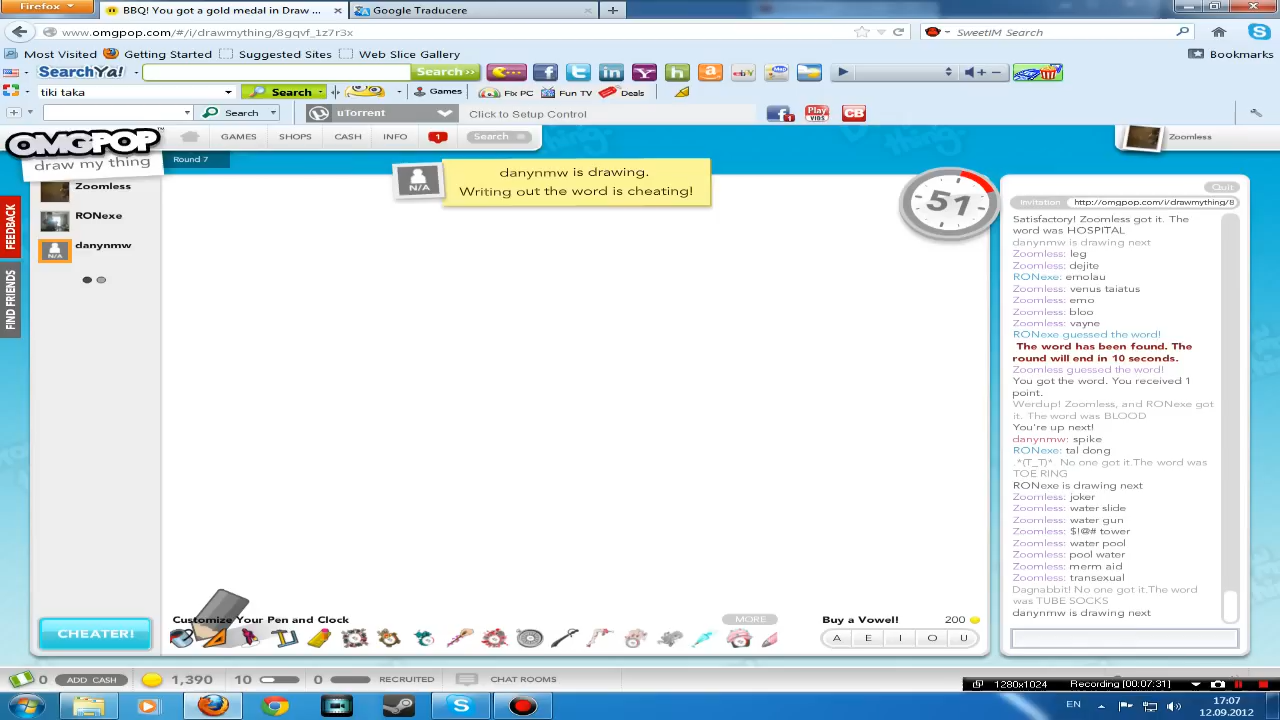 Firefox
BBQ! You got a gold medal in Draw ...
Google Traducere
www.omgpop.com/#/i/drawmything/8gqvf_1z7r3x
SweetIM Search
Most Visited
Getting Started
Suggested Sites
Web Slice Gallery
Bookmarks
SearchYa!
Search>>
tiki taka
Search
Games
Fix PC
Fun TV
Deals
Search
uTorrent
Click to Setup Control
Play VIDS
CB
OMGPOP
GAMES
SHOPS
CASH
INFO
1
Search
Zoomless
draw my thing
Round 7
FEEDBACK
FIND FRIENDS
Zoomless
RONexe
N/A
danynmw
N/A
danynmw is drawing.
Writing out the word is cheating!
51
Quit
Invitation
http://omgpop.com/i/drawmything/8
Satisfactory! Zoomless got it. The
word was HOSPITAL
danynmw is drawing next
Zoomless: leg
Zoomless: dejite
RONexe: emolau
Zoomless: venus taiatus
Zoomless: emo
Zoomless: bloo
Zoomless: vayne
RONexe guessed the word!
The word has been found. The
round will end in 10 seconds.
Zoomless guessed the word!
You got the word. You received 1
point.
Werdup! Zoomless, and RONexe got
it. The word was BLOOD
You're up next!
danynmw: spike
RONexe: tal dong
*(T_T)* No one got it.The word was
TOE RING
RONexe is drawing next
Zoomless: joker
Zoomless: water slide
Zoomless: water gun
Zoomless: $!@# tower
Zoomless: water pool
Zoomless: pool water
Zoomless: merm aid
Zoomless: transexual
Dagnabbit! No one got it.The word
was TUBE SOCKS
danynmw is drawing next
CHEATER!
Customize Your Pen and Clock
MORE
Buy a Vowel!
200
A E I O U
0
ADD CASH
1,390
10
0
RECRUITED
CHAT ROOMS
1280x1024
Recording [00:07:31]
EN
17:07
12.09.2012